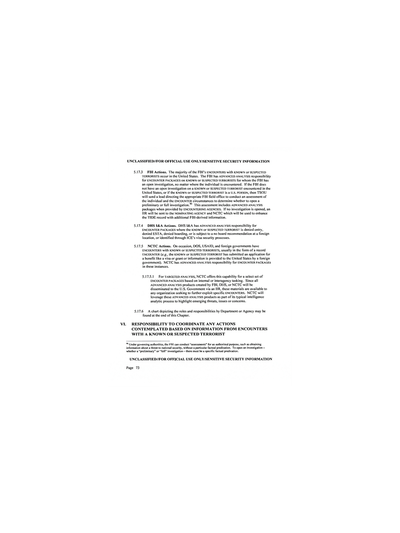 UNCLASSIFIED//FOR OFFICIAL USE ONLY/SENSITIVE SECURITY INFORMATION
5.17.3 FBI Actions. The majority of the FBI's ENCOUNTERS with KNOWN or SUSPECTED
TERRORISTS occur in the United States. The FBI has ADVANCED ANALYSIS responsibility
for ENCOUNTER PACKAGES on KNOWN or SUSPECTED TERRORISTS for whom the FBI has
an open investigation, no matter where the individual is encountered. If the FBI does
not have an open investigation on a KNOWN or SUSPECTED TERRORIST encountered in the
United States, or if the KNOWN or SUSPECTED TERRORIST is a U.S. PERSON, then
will send a lead directing the appropriate FBI field office to conduct an assessment of
the individual and the ENCOUNTER circumstances to determine whether to open a
preliminary or full investigation. This assessment includes ADVANCED ANALYSIS
packages when provided by ENCOUNTERING AGENCIES. If no investigation is opened, an
will be sent to the NOMINATING AGENCY and NCTC which will be used to enhance
the TIDE record with additional FBI-derived information.
5.17.4 DHS I&A Actions. DHS I&A has ADVANCED ANALYSIS responsibility for
ENCOUNTER PACKAGES where the KNOWN or SUSPECTED TERRORIST is denied entry,
denied ESTA, denied boarding, or is subject to a no board recommendation at a foreign
location, or identified through ICE's visa security processes.
5.17.5 NCTC Actions. On occasion, DOS, USAID, and foreign governments have
ENCOUNTERS with KNOWN or SUSPECTED TERRORISTS, usually in the form of a record
ENCOUNTER (e.g., the KNOWN or SUSPECTED TERRORIST has submitted an application for
a benefit like a visa or grant or information is provided to the United States by a foreign
government). NCTC has ADVANCED ANALYSIS responsibility for ENCOUNTER PACKAGES
in these instances.
5.17.5.1 For TARGETED ANALYSIS, NCTC offers this capability for a select set of
ENCOUNTER PACKAGES based on internal or interagency tasking. Since all
ADVANCED ANALYSIS products created by FBI, DHS, or NCTC will be
disseminated to the U.S. Government via an HR, these materials are available to
any organization seeking to further exploit specific ENCOUNTERS. NCTC will
leverage these ADVANCED ANALYSIS products as part of its typical intelligence
analytic process to highlight emerging threats, issues or concerns.
5.17.6 A chart depicting the roles and responsibilities by Department or Agency may be
found at the end of this Chapter.
VI. RESPONSIBILITY TO COORDINATE ANY ACTIONS
CONTEMPLATED BASED ON INFORMATION FROM ENCOUNTERS
WITH A KNOWN OR SUSPECTED TERRORIST
Under governing authorities, the FBI can conduct "assessments" for an authorized purpose, such as obtaining
information about a threat to national security, without a particular factual predication. To open an investigation –
whether a "preliminary" or "full" investigation – there must be a specific factual predication.
UNCLASSIFIED//FOR OFFICIAL USE ONLY/SENSITIVE SECURITY INFORMATION
Page